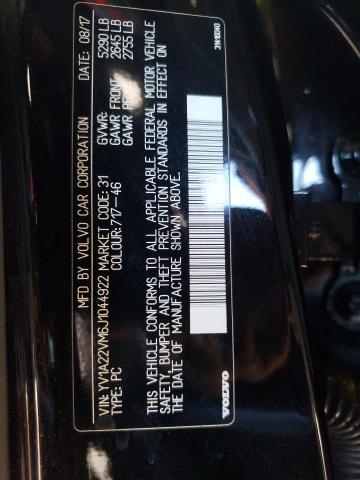 MFD BY VOLVO CAR CORPORATION DATE: 08/17
GVWR: 5290 LB
GAWR FRONT 2645 LB
GAWR 2755 LB
VIN: YV1A22VM6J1044922 MARKET CODE: 31
TYPE: PC COLOUR: 717-46
THIS VEHICLE CONFORMS TO ALL APPLICABLE FEDERAL MOTOR VEHICLE
SAFETY, BUMPER AND THEFT PREVENTION STANDARDS IN EFFECT ON
THE DATE OF MANUFACTURE SHOWN ABOVE.
VOLVO